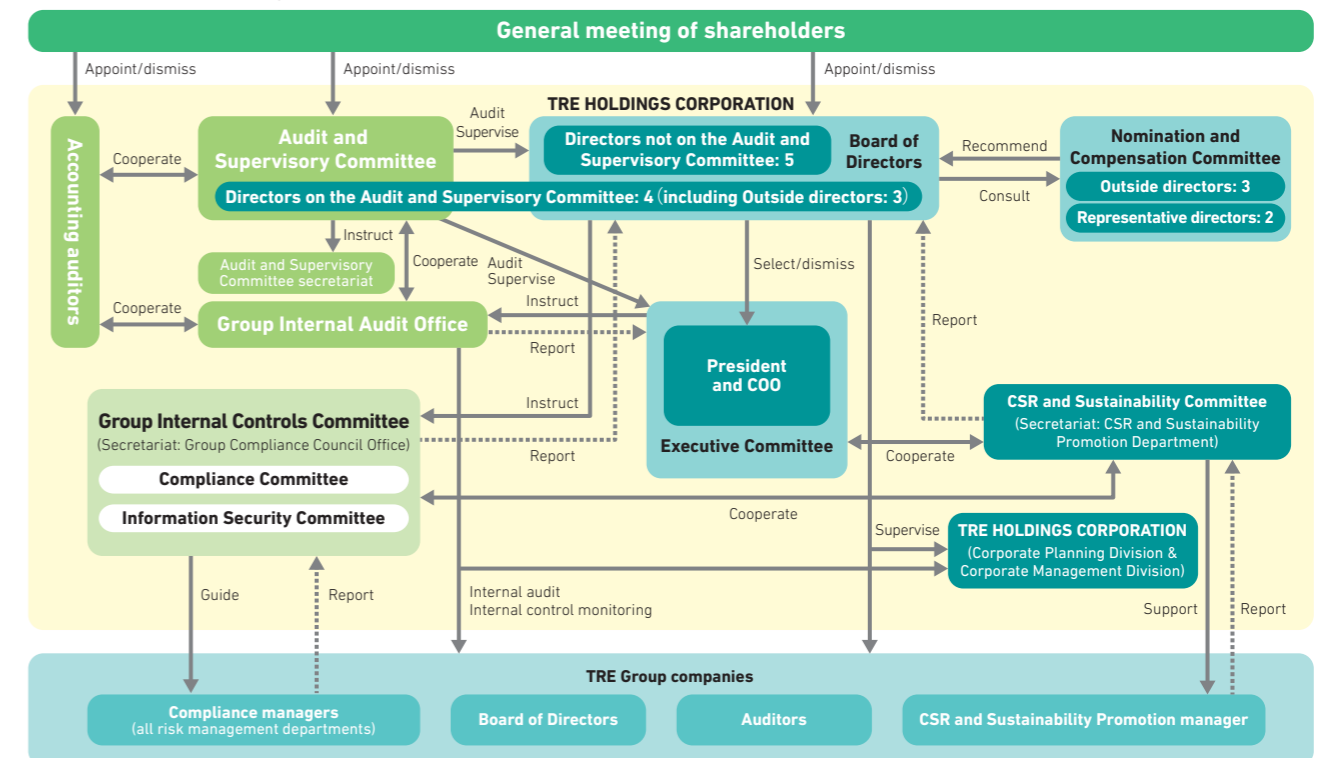 General meeting of shareholders
Appoint/dismiss
Appoint/dismiss
Appoint/dismiss
TRE HOLDINGS CORPORATION
Accounting auditors
Cooperate
Audit and
Supervisory Committee
Audit
Supervise
Directors not on the Audit and
Supervisory Committee: 5
Board of
Directors
Directors on the Audit and Supervisory Committee: 4 (including Outside directors: 3)
Recommend
Consult
Nomination and
Compensation Committee
Outside directors: 3
Representative directors: 2
Instruct
Audit and Supervisory
Committee secretariat
Cooperate
Audit
Supervise
Select/dismiss
Cooperate
Group Internal Audit Office
Instruct
Report
Report
President
and COO
Executive Committee
Group Internal Controls Committee
(Secretariat: Group Compliance Council Office)
Compliance Committee
Information Security Committee
Instruct
Report
CSR and Sustainability Committee
(Secretariat: CSR and Sustainability
Promotion Department)
Cooperate
Cooperate
Supervise
TRE HOLDINGS CORPORATION
(Corporate Planning Division &
Corporate Management Division)
Guide
Report
Internal audit
Internal control monitoring
Support
Report
TRE Group companies
Compliance managers
(all risk management departments)
Board of Directors
Auditors
CSR and Sustainability Promotion manager